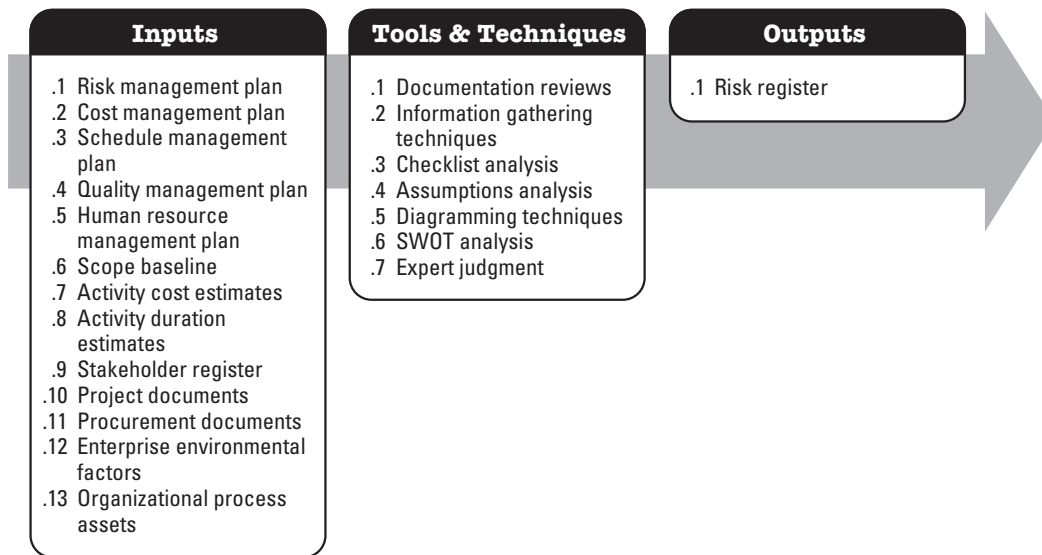 Inputs
.1 Risk management plan
.2 Cost management plan
.3 Schedule management
plan
.4 Quality management plan
.5 Human resource
management plan
.6 Scope baseline
.7 Activity cost estimates
.8 Activity duration
estimates
.9 Stakeholder register
.10 Project documents
.11 Procurement documents
.12 Enterprise environmental
factors
.13 Organizational process
assets
Tools & Techniques
.1 Documentation reviews
.2 Information gathering
techniques
.3 Checklist analysis
.4 Assumptions analysis
.5 Diagramming techniques
.6 SWOT analysis
.7 Expert judgment
Outputs
.1 Risk register